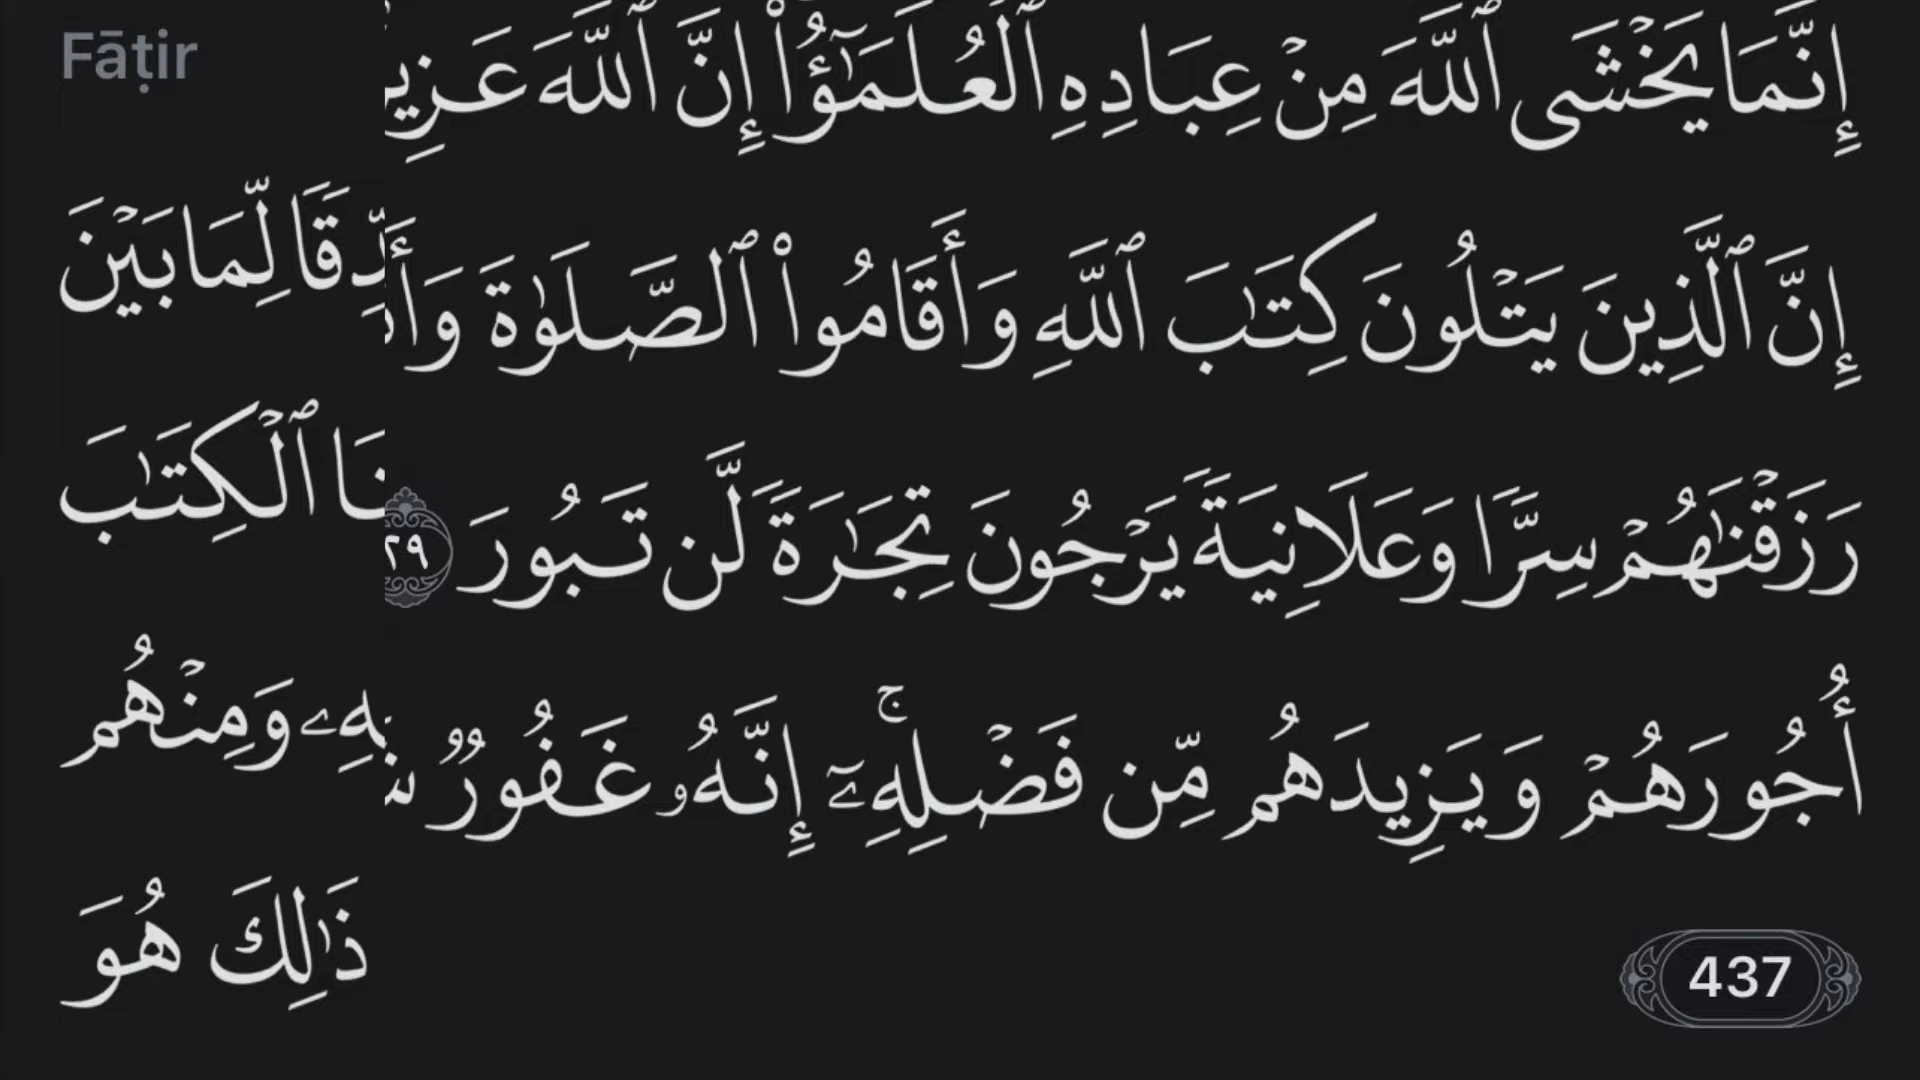 Fāṭir
إِنَّمَا يَخْشَى ٱللَّهَ مِنْ عِبَادِهِ ٱلْعُلَمَـٰٓؤُا۟ إِنَّ ٱللَّهَ
إِنَّ ٱلَّذِينَ يَتْلُونَ كِتَـٰبَ ٱللَّهِ وَأَقَامُوا۟ ٱلصَّلَوٰةَ
رَزَقْنَـٰهُمْ سِرًّا وَعَلَانِيَةً يَرْجُونَ تِجَـٰرَةً لَّن تَبُورَ ٢٩
أُجُورَهُمْ وَيَزِيدَهُم مِّن فَضْلِهِۦٓ ۚ إِنَّهُۥ غَفُورٌ
437
لِّمَا بَيْنَ
ٱلْكِتَـٰبَ
وَمِنْهُم
ذَٰلِكَ هُوَ